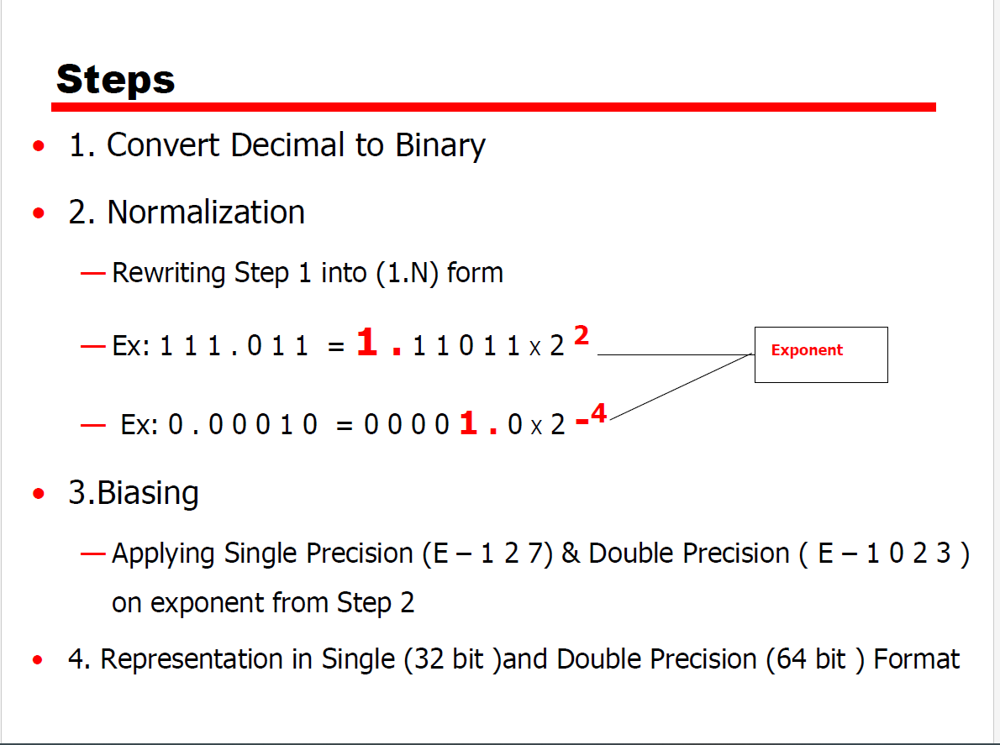 Steps
• 1. Convert Decimal to Binary
• 2. Normalization
— Rewriting Step 1 into (1.N) form
— Ex: 1 1 1 . 0 1 1 = 1 . 1 1 0 1 1 x 2 2
Exponent
— Ex: 0 . 0 0 0 1 0 = 0 0 0 0 1 . 0 x 2 -4
• 3.Biasing
— Applying Single Precision (E – 1 2 7) & Double Precision ( E – 1 0 2 3 )
on exponent from Step 2
• 4. Representation in Single (32 bit )and Double Precision (64 bit ) Format